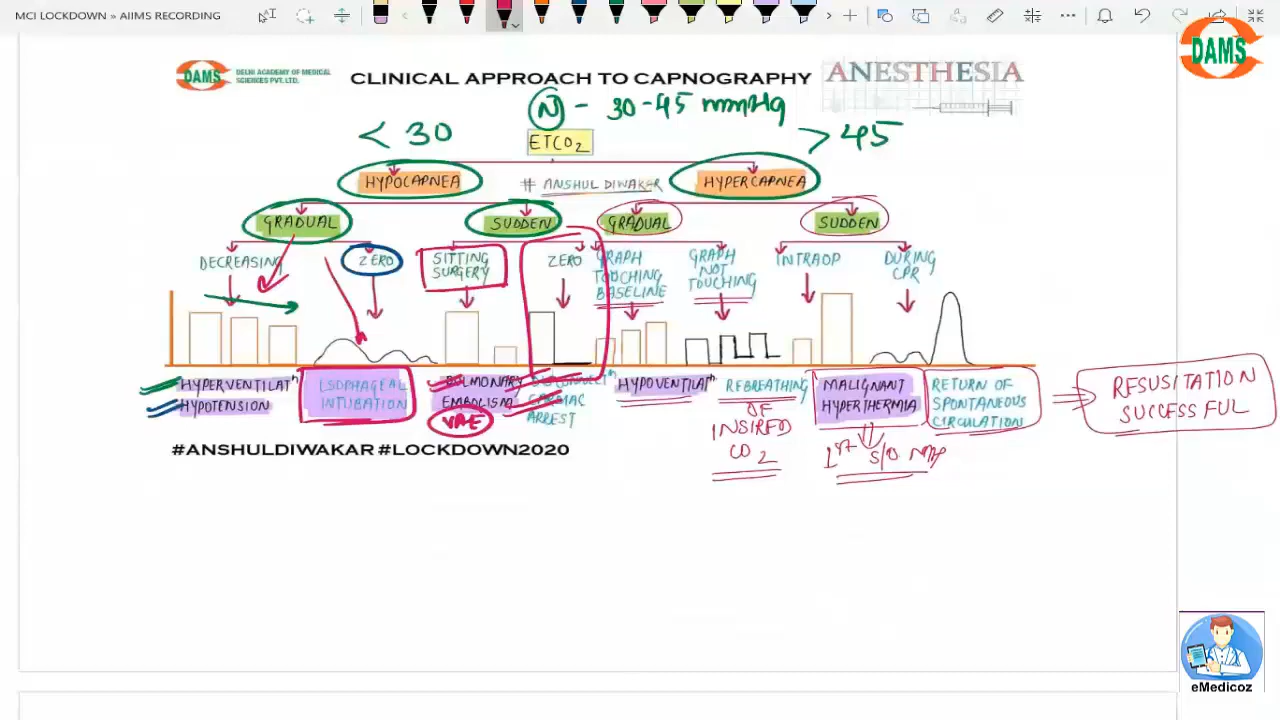 MCI LOCKDOWN » AIIMS RECORDING
DAMS
DAMS DELHI ACADEMY OF MEDICAL
SCIENCES PVT. LTD.
CLINICAL APPROACH TO CAPNOGRAPHY
ANESTHESIA
N - 30-45 mmHg
< 30
> 45
ETCO2
HYPOCAPNEA
# ANSHUL DIWAKER
HYPERCAPNEA
GRADUAL
SUDDEN
GRADUAL
SUDDEN
DECREASING
ZERO
SITTING
SURGERY
ZERO
GRAPH
TOUCHING
BASELINE
GRAPH
NOT
TOUCHING
INTRAOP
DURING
CPR
HYPERVENTILATn
HYPOTENSION
ESOPHAGEAL
INTUBATION
PULMONARY
EMBOLISM
VAE
CARDIAC
ARREST
HYPOVENTILATn
REBREATHING
OF
INSIRED
CO2
MALIGNANT
HYPERTHERMIA
1st S/O
RETURN OF
SPONTANEOUS
CIRCULATION
RESUSITATION
SUCCESSFUL
#ANSHULDIWAKAR #LOCKDOWN2020
eMedicoz